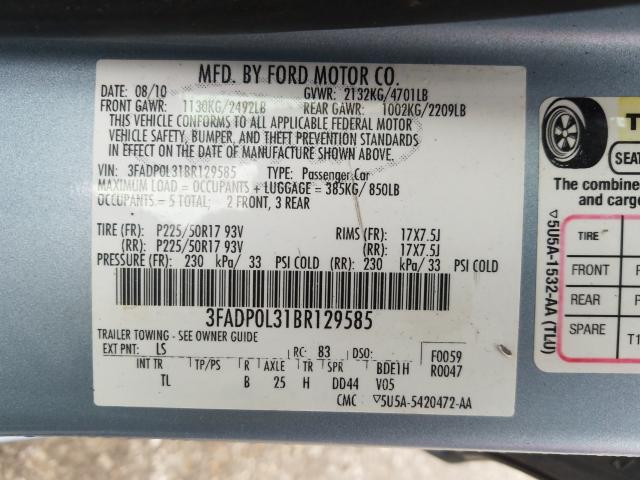 MFD. BY FORD MOTOR CO.
DATE: 08/10 GVWR: 2132KG/4701LB
FRONT GAWR: 1130KG/2492LB REAR GAWR: 1002KG/2209LB
THIS VEHICLE CONFORMS TO ALL APPLICABLE FEDERAL MOTOR
VEHICLE SAFETY, BUMPER, AND THEFT PREVENTION STANDARDS
IN EFFECT ON THE DATE OF MANUFACTURE SHOWN ABOVE.
VIN: 3FADP0L31BR129585 TYPE: Passenger Car
MAXIMUM LOAD = OCCUPANTS + LUGGAGE = 385KG/850LB
OCCUPANTS = 5 TOTAL: 2 FRONT, 3 REAR
TIRE (FR): P225/50R17 93V RIMS (FR): 17X7.5J
(RR): P225/50R17 93V (RR): 17X7.5J
PRESSURE (FR): 230 kPa/ 33 PSI COLD (RR): 230 kPa/ 33 PSI COLD
3FADP0L31BR129585
TRAILER TOWING - SEE OWNER GUIDE
EXT PNT: LS RC: 83 DSO: F0059
INT TR TP/PS R AXLE TR SPR BDE1H R0047
TL B 25 H DD44 V05
CMC ▽5U5A-5420472-AA
▽5U5A-1532-AA (TL4)
T
SEAT
The combine
and cargo
TIRE
FRONT P
REAR P
SPARE T1